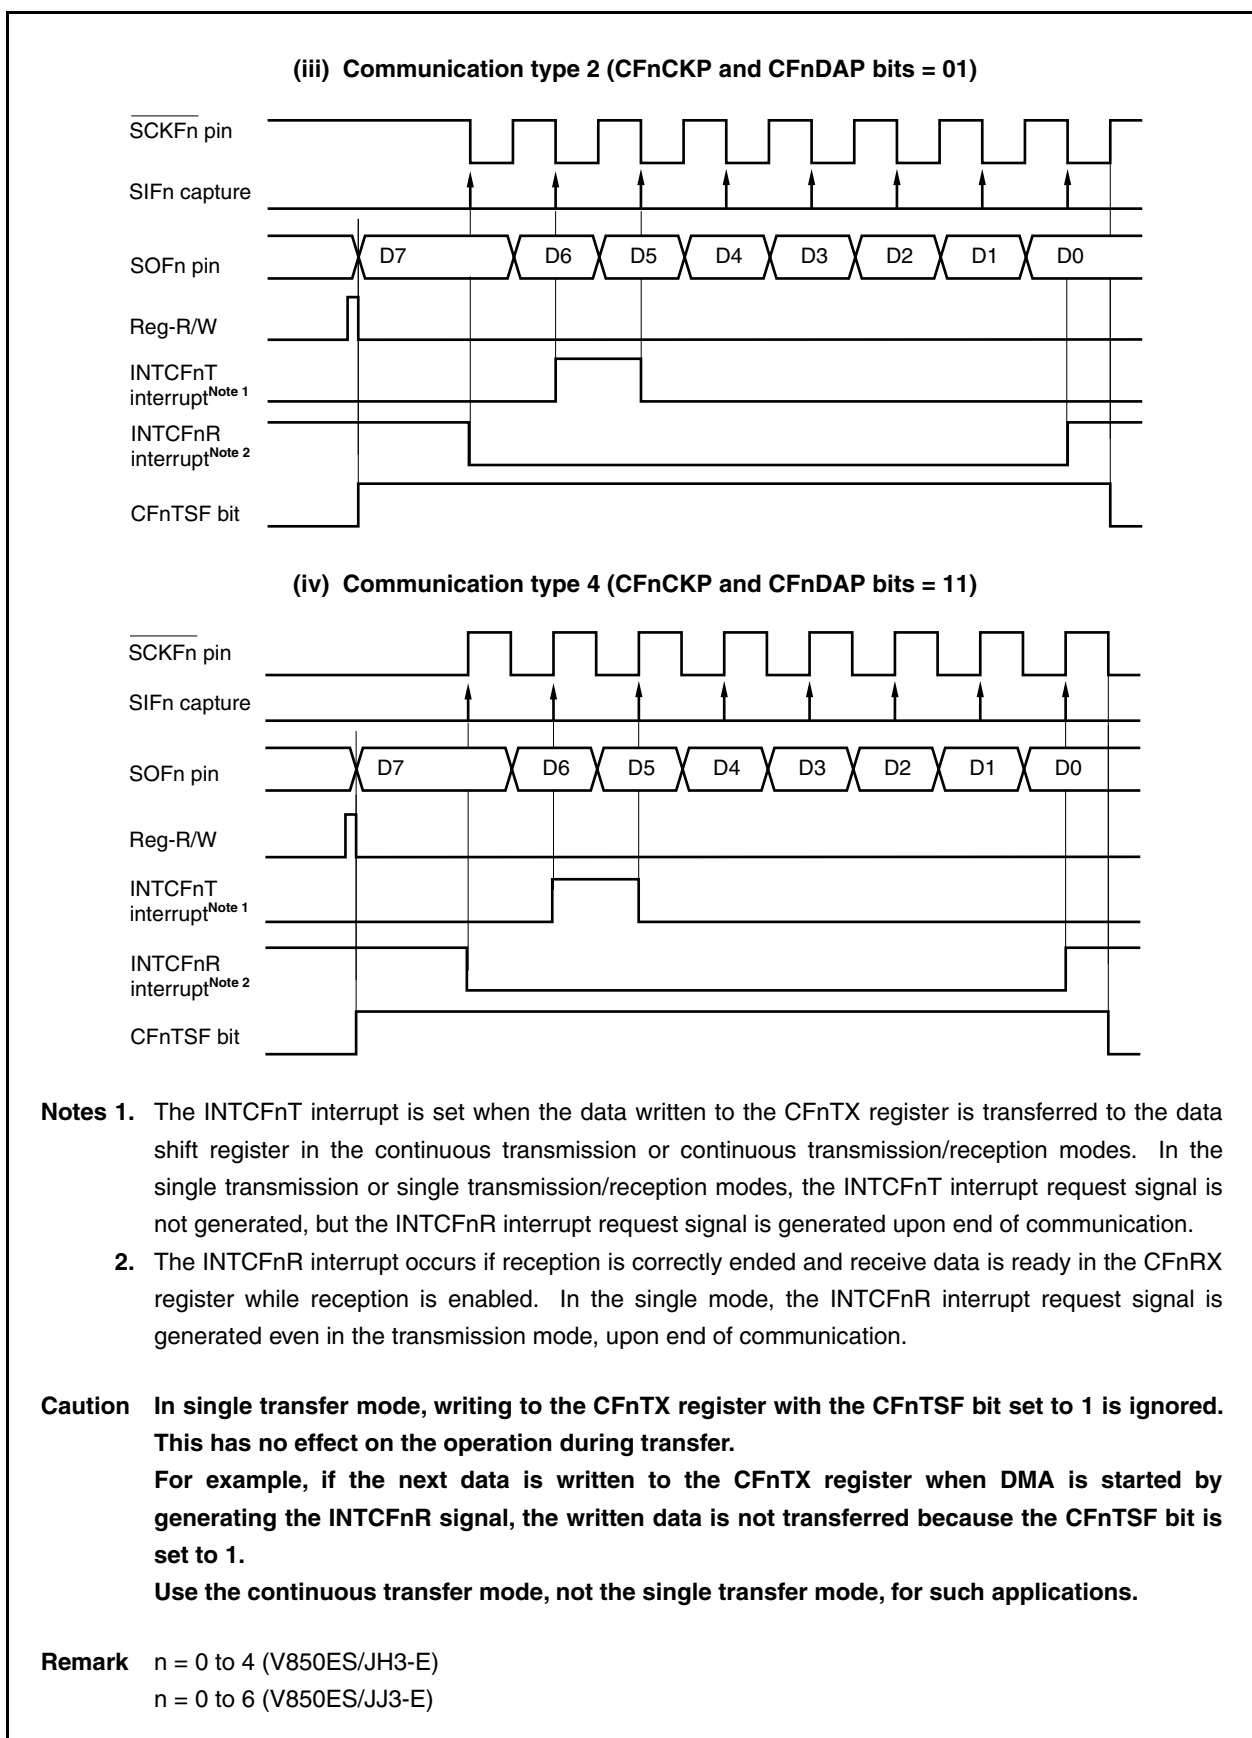 (iii) Communication type 2 (CFnCKP and CFnDAP bits = 01)
SCKFn pin
SIFn capture
SOFn pin D7 D6 D5 D4 D3 D2 D1 D0
Reg-R/W
INTCFnT
interruptNote 1
INTCFnR
interruptNote 2
CFnTSF bit
(iv) Communication type 4 (CFnCKP and CFnDAP bits = 11)
SCKFn pin
SIFn capture
SOFn pin D7 D6 D5 D4 D3 D2 D1 D0
Reg-R/W
INTCFnT
interruptNote 1
INTCFnR
interruptNote 2
CFnTSF bit
Notes 1. The INTCFnT interrupt is set when the data written to the CFnTX register is transferred to the data
shift register in the continuous transmission or continuous transmission/reception modes. In the
single transmission or single transmission/reception modes, the INTCFnT interrupt request signal is
not generated, but the INTCFnR interrupt request signal is generated upon end of communication.
2. The INTCFnR interrupt occurs if reception is correctly ended and receive data is ready in the CFnRX
register while reception is enabled. In the single mode, the INTCFnR interrupt request signal is
generated even in the transmission mode, upon end of communication.
Caution In single transfer mode, writing to the CFnTX register with the CFnTSF bit set to 1 is ignored.
This has no effect on the operation during transfer.
For example, if the next data is written to the CFnTX register when DMA is started by
generating the INTCFnR signal, the written data is not transferred because the CFnTSF bit is
set to 1.
Use the continuous transfer mode, not the single transfer mode, for such applications.
Remark n = 0 to 4 (V850ES/JH3-E)
n = 0 to 6 (V850ES/JJ3-E)